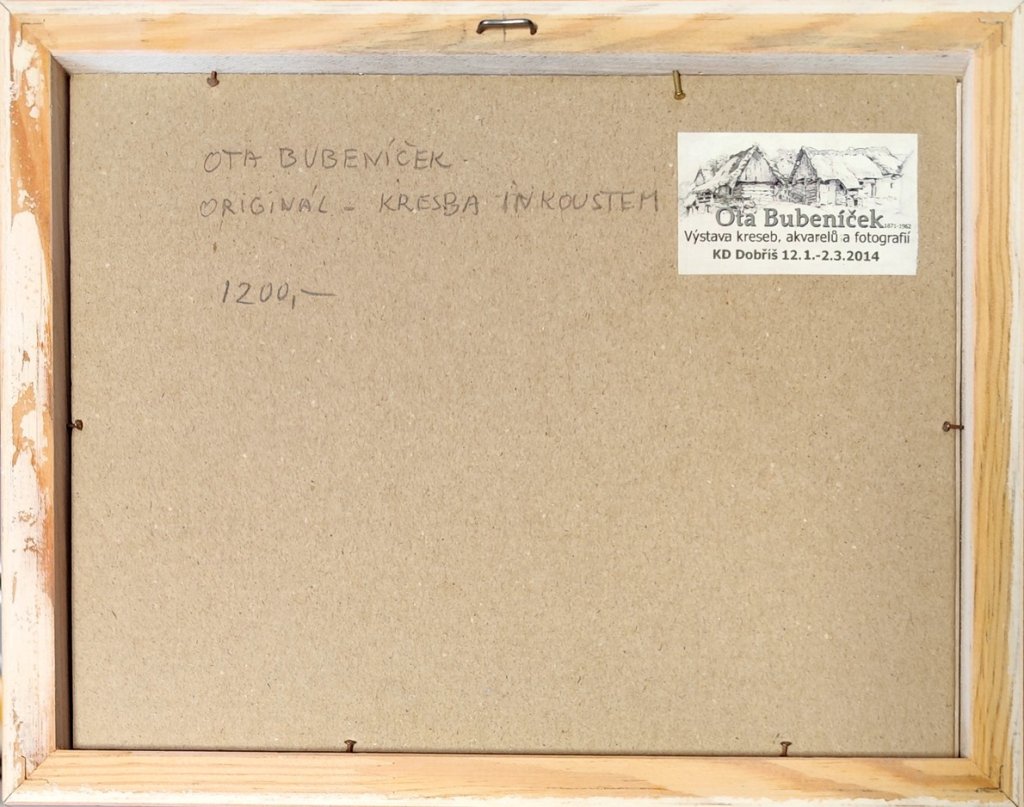 OTA BUBENÍČEK
ORIGINÁL - KRESBA INKOUSTEM
1200,-
Ota Bubeníček 1871-1962
Výstava kreseb, akvarelů a fotografií
KD Dobříš 12.1.-2.3.2014